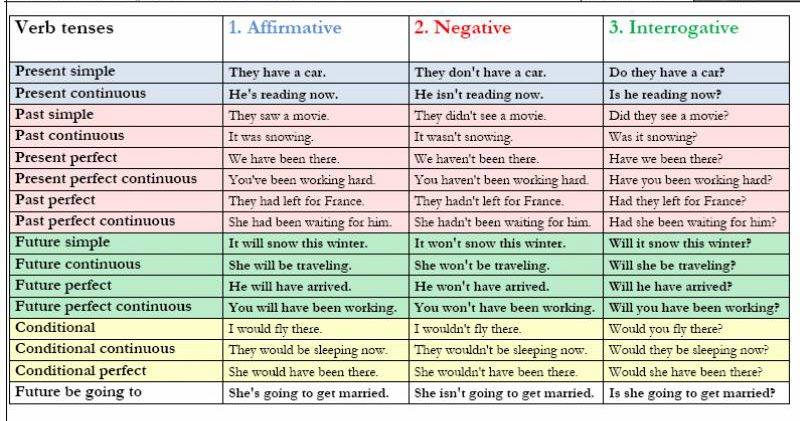 Verb tenses 1. Affirmative 2. Negative 3. Interrogative
Present simple They have a car. They don't have a car. Do they have a car?
Present continuous He's reading now. He isn't reading now. Is he reading now?
Past simple They saw a movie. They didn't see a movie. Did they see a movie?
Past continuous It was snowing. It wasn't snowing. Was it snowing?
Present perfect We have been there. We haven't been there. Have we been there?
Present perfect continuous You've been working hard. You haven't been working hard. Have you been working hard?
Past perfect They had left for France. They hadn't left for France. Had they left for France?
Past perfect continuous She had been waiting for him. She hadn't been waiting for him. Had she been waiting for him?
Future simple It will snow this winter. It won't snow this winter. Will it snow this winter?
Future continuous She will be traveling. She won't be traveling. Will she be traveling?
Future perfect He will have arrived. He won't have arrived. Will he have arrived?
Future perfect continuous You will have been working. You won't have been working. Will you have been working?
Conditional I would fly there. I wouldn't fly there. Would you fly there?
Conditional continuous They would be sleeping now. They wouldn't be sleeping now. Would they be sleeping now?
Conditional perfect She would have been there. She wouldn't have been there. Would she have been there?
Future be going to She's going to get married. She isn't going to get married. Is she going to get married?